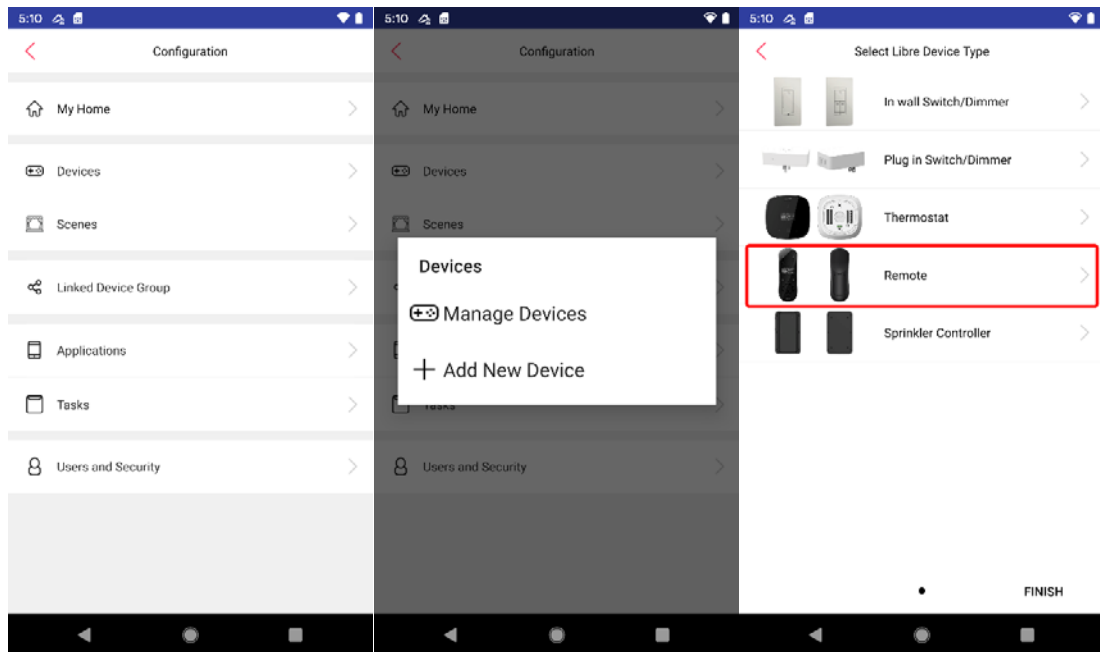 5:10
Configuration
My Home
Devices
Scenes
Linked Device Group
Applications
Tasks
Users and Security
5:10
Configuration
My Home
Devices
Scenes
Devices
Manage Devices
Add New Device
Tasks
Users and Security
5:10
Select Libre Device Type
In wall Switch/Dimmer
Plug in Switch/Dimmer
Thermostat
Remote
Sprinkler Controller
FINISH